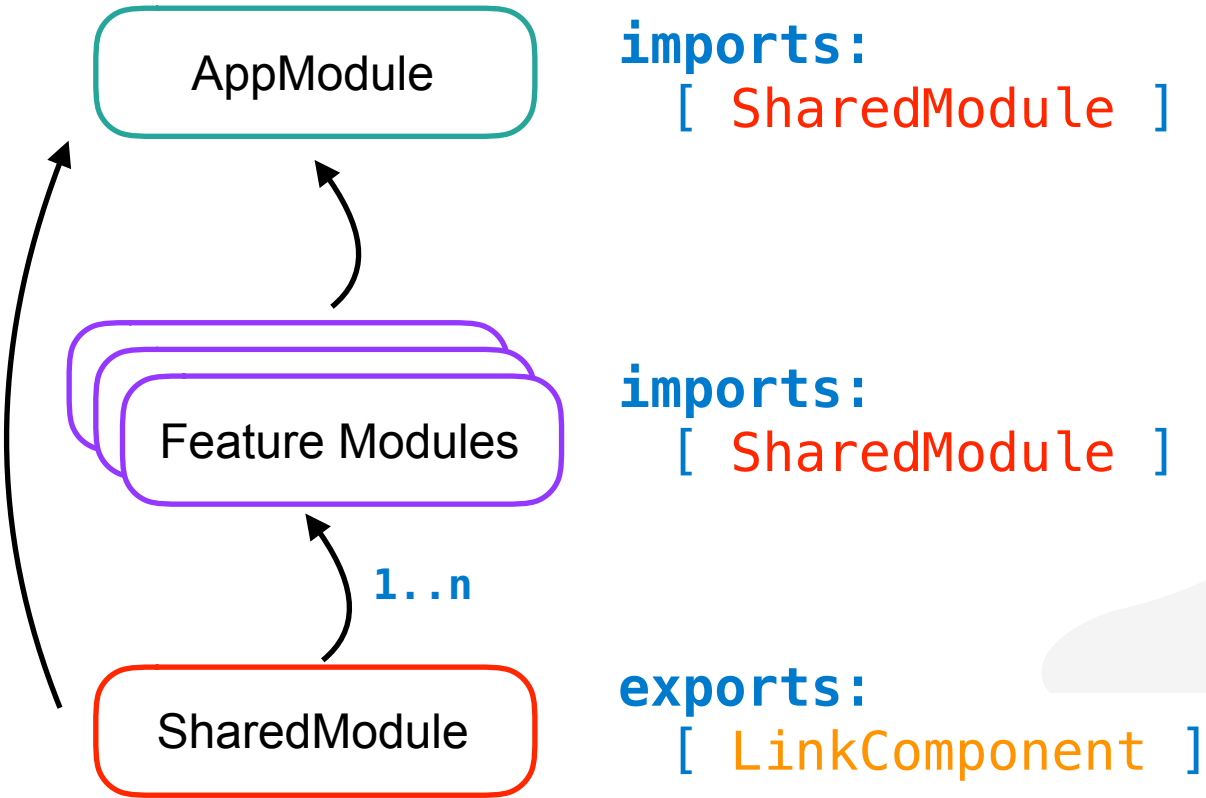 AppModule
imports:
[ SharedModule ]
Feature Modules
imports:
[ SharedModule ]
1..n
SharedModule
exports:
[ LinkComponent ]